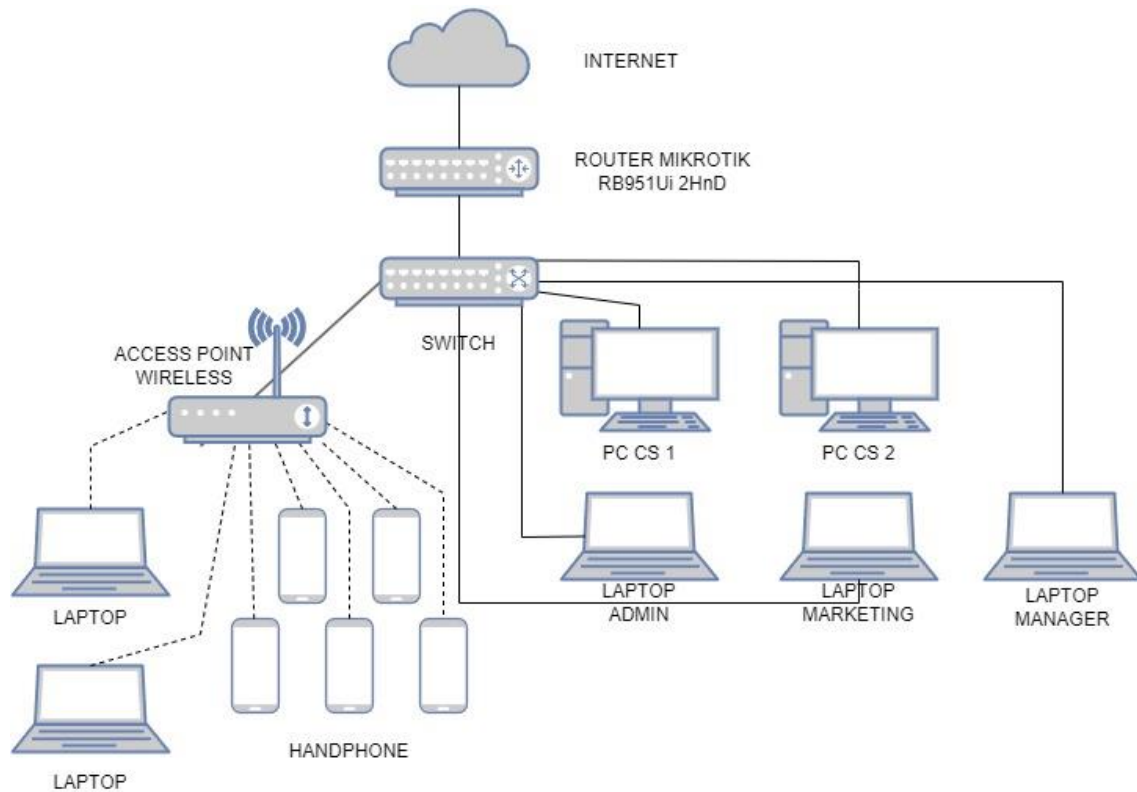 INTERNET
ROUTER MIKROTIK
RB951Ui 2HnD
SWITCH
ACCESS POINT
WIRELESS
PC CS 1
PC CS 2
LAPTOP
LAPTOP
ADMIN
LAPTOP
MARKETING
LAPTOP
MANAGER
HANDPHONE
LAPTOP